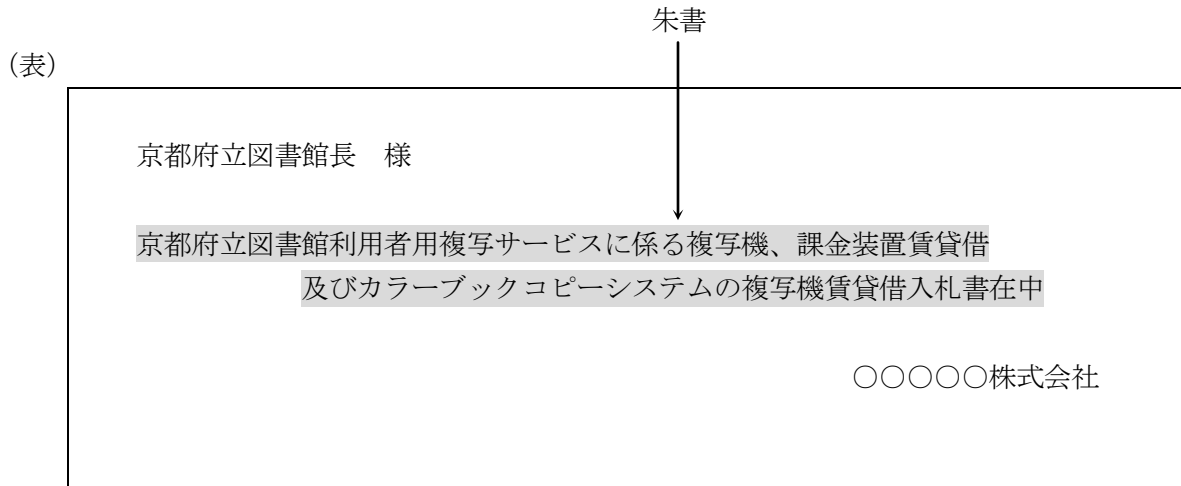 朱書
（表）
京都府立図書館長　様
京都府立図書館利用者用複写サービスに係る複写機、課金装置賃貸借
及びカラーブックコピーシステムの複写機賃貸借入札書在中
○○○○○株式会社